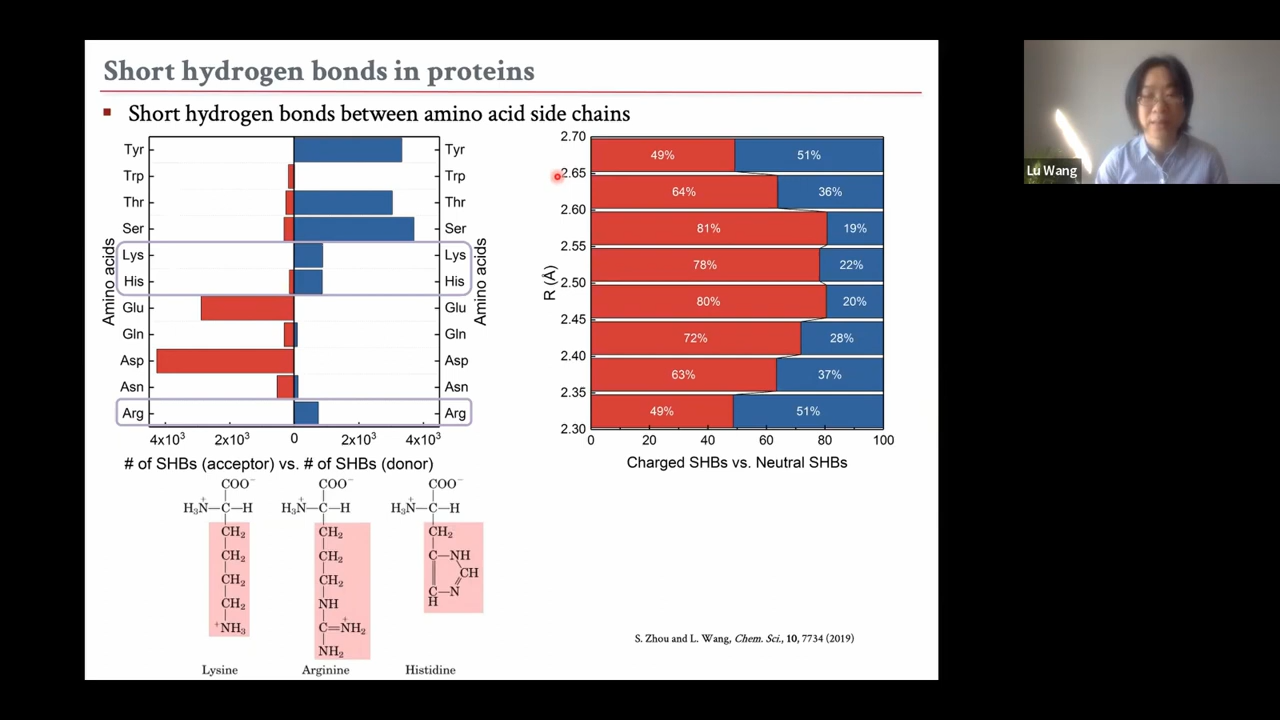 Short hydrogen bonds in proteins
Short hydrogen bonds between amino acid side chains
Amino acids
Tyr
Trp
Thr
Ser
Lys
His
Glu
Gln
Asp
Asn
Arg
Tyr
Trp
Thr
Ser
Lys
His
Glu
Gln
Asp
Asn
Arg
Amino acids
4x10³ 2x10³ 0 2x10³ 4x10³
# of SHBs (acceptor) vs. # of SHBs (donor)
R (Å)
2.70
2.65
2.60
2.55
2.50
2.45
2.40
2.35
2.30
49% 51%
64% 36%
81% 19%
78% 22%
80% 20%
72% 28%
63% 37%
49% 51%
0 20 40 60 80 100
Charged SHBs vs. Neutral SHBs
COO⁻
H₃N⁺—C—H
CH₂
CH₂
CH₂
CH₂
⁺NH₃
Lysine
COO⁻
H₃N⁺—C—H
CH₂
CH₂
CH₂
NH
C=N⁺H₂
NH₂
Arginine
COO⁻
H₃N⁺—C—H
CH₂
C—NH
CH
C—N
H
Histidine
S. Zhou and L. Wang, Chem. Sci., 10, 7734 (2019)
Lu Wang